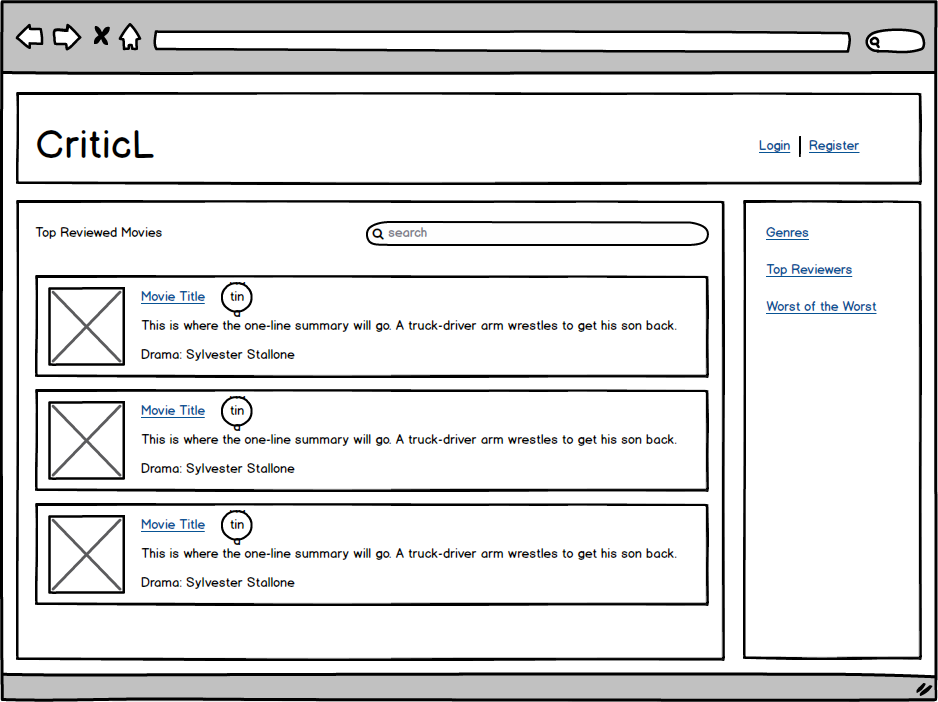 CriticL
Login | Register
Top Reviewed Movies
search
Movie Title tin
This is where the one-line summary will go. A truck-driver arm wrestles to get his son back.
Drama: Sylvester Stallone
Movie Title tin
This is where the one-line summary will go. A truck-driver arm wrestles to get his son back.
Drama: Sylvester Stallone
Movie Title tin
This is where the one-line summary will go. A truck-driver arm wrestles to get his son back.
Drama: Sylvester Stallone
Genres
Top Reviewers
Worst of the Worst